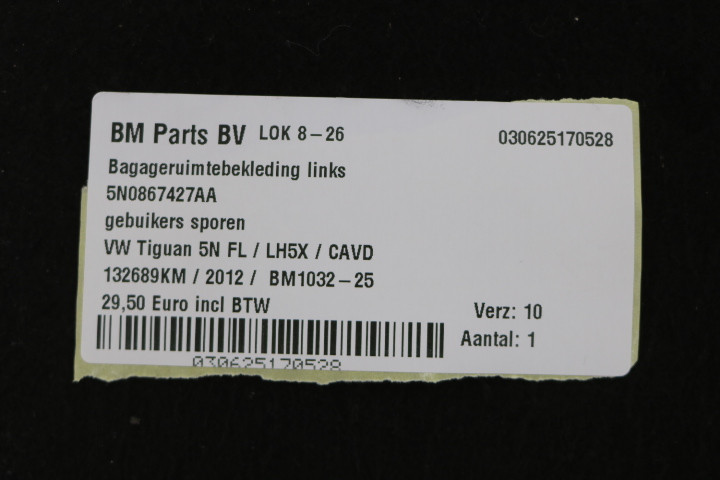 BM Parts BV LOK 8-26 030625170528
Bagageruimtebekleding links
5N0867427AA
gebuikers sporen
VW Tiguan 5N FL / LH5X / CAVD
132689KM / 2012 / BM1032-25
29,50 Euro incl BTW Verz: 10
Aantal: 1
030625170528